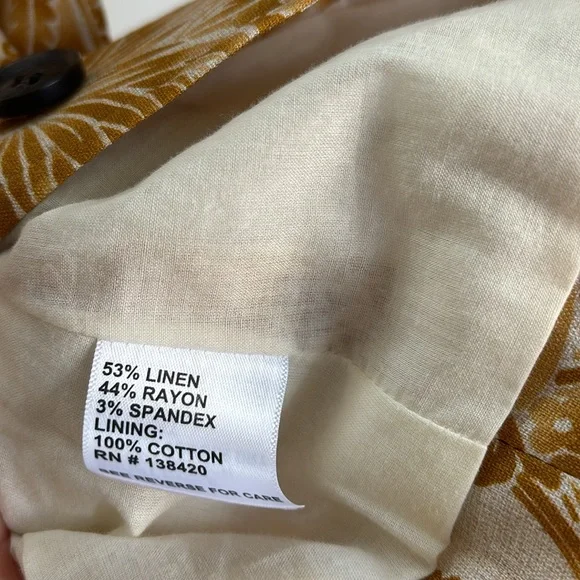 53% LINEN
44% RAYON
3% SPANDEX
LINING:
100% COTTON
RN # 138420
SEE REVERSE FOR CARE